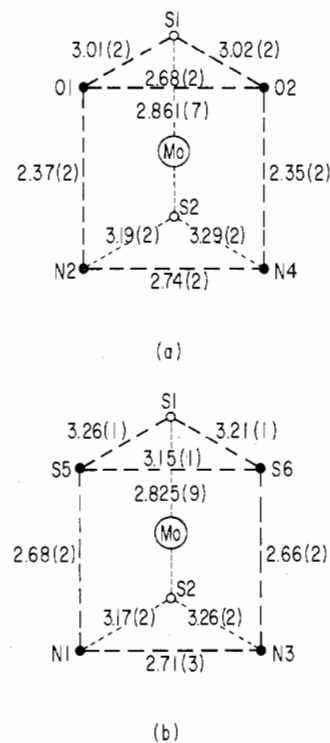 S1
3.01(2) 3.02(2)
2.68(2)
O1 O2
2.861(7)
Mo
2.37(2) 2.35(2)
S2
3.19(2) 3.29(2)
N2 N4
2.74(2)
(a)
S1
3.26(1) 3.21(1)
3.15(1)
S5 S6
2.825(9)
Mo
2.68(2) 2.66(2)
S2
3.17(2) 3.26(2)
N1 N3
2.71(3)
(b)